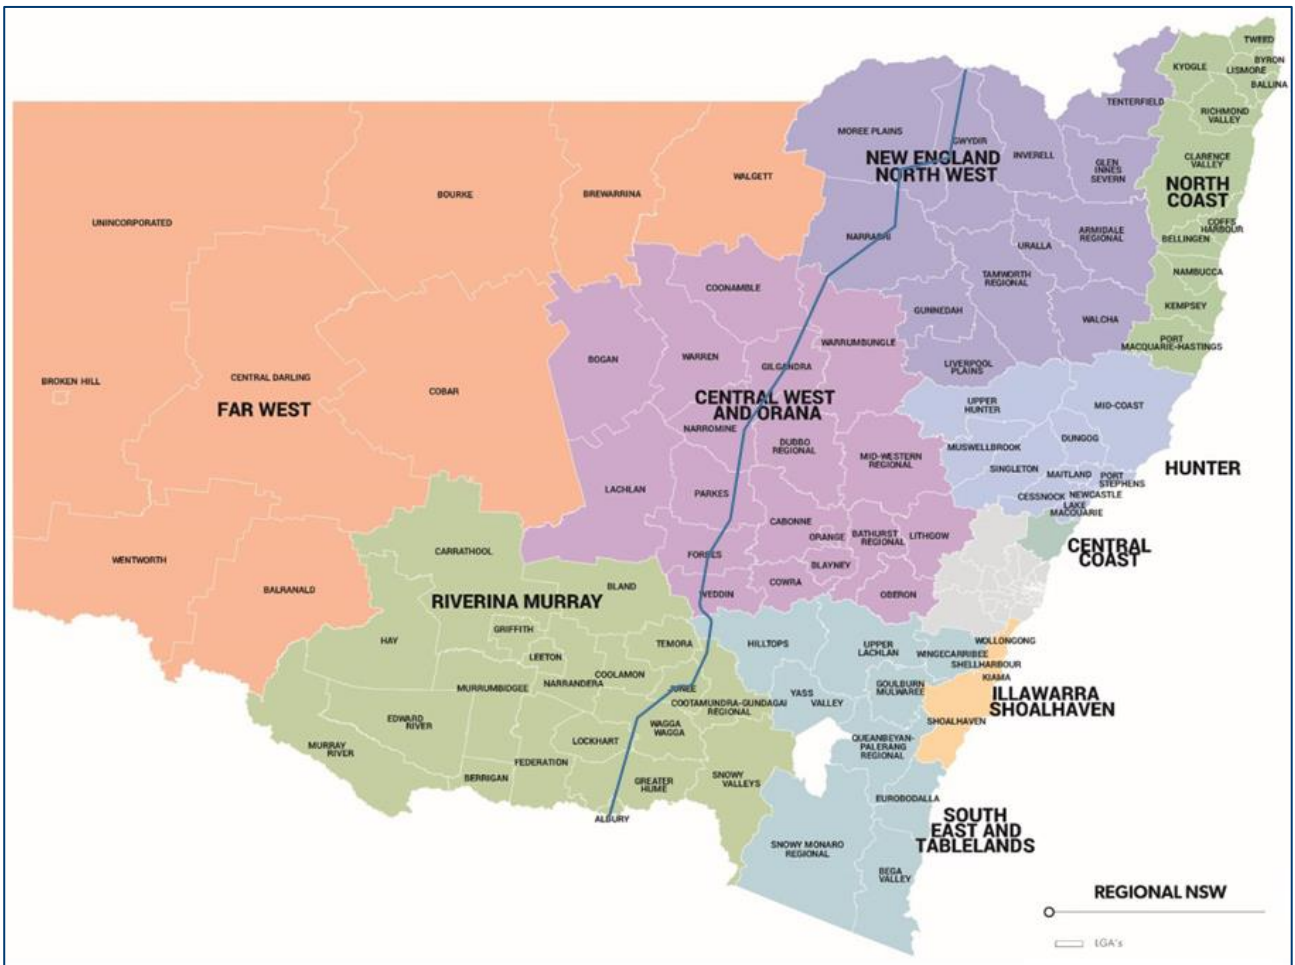 TWEED
KYOGLE
BYRON
LISMORE
BALLINA
TENTERFIELD
RICHMOND
VALLEY
MOREE PLAINS
GWYDIR
INVERELL
GLEN
INNES
SEVERN
CLARENCE
VALLEY
NEW ENGLAND
NORTH WEST
NORTH
COAST
WALGETT
BOURKE
BREWARRINA
UNINCORPORATED
NARRABRI
ARMIDALE
REGIONAL
URALLA
COFFS
HARBOUR
BELLINGEN
NAMBUCCA
TAMWORTH
REGIONAL
COONAMBLE
GUNNEDAH
WALCHA
KEMPSEY
PORT
MACQUARIE-HASTINGS
WARRUMBUNGLE
BOGAN
WARREN
GILGANDRA
LIVERPOOL
PLAINS
BROKEN HILL
CENTRAL DARLING
COBAR
FAR WEST
CENTRAL WEST
AND ORANA
UPPER
HUNTER
MID-COAST
NARROMINE
DUBBO
REGIONAL
MID-WESTERN
REGIONAL
MUSWELLBROOK
DUNGOG
SINGLETON
MAITLAND
PORT
STEPHENS
HUNTER
LACHLAN
PARKES
CESSNOCK
NEWCASTLE
LAKE
MACQUARIE
CABONNE
ORANGE
BATHURST
REGIONAL
LITHGOW
CENTRAL
COAST
WENTWORTH
BALRANALD
CARRATHOOL
FORBES
BLAYNEY
COWRA
OBERON
WEDDIN
BLAND
RIVERINA MURRAY
HAY
GRIFFITH
LEETON
TEMORA
HILLTOPS
UPPER
LACHLAN
WINGECARRIBEE
WOLLONGONG
SHELLHARBOUR
KIAMA
ILLAWARRA
SHOALHAVEN
MURRUMBIDGEE
NARRANDERA
COOLAMON
JUNEE
COOTAMUNDRA-GUNDAGAI
REGIONAL
YASS
VALLEY
GOULBURN
MULWAREE
SHOALHAVEN
EDWARD
RIVER
MURRAY
RIVER
LOCKHART
WAGGA
WAGGA
QUEANBEYAN-
PALERANG
REGIONAL
BERRIGAN
FEDERATION
GREATER
HUME
SNOWY
VALLEYS
ALBURY
EUROBODALLA
SOUTH
EAST AND
TABLELANDS
SNOWY MONARO
REGIONAL
BEGA
VALLEY
REGIONAL NSW
LGA's